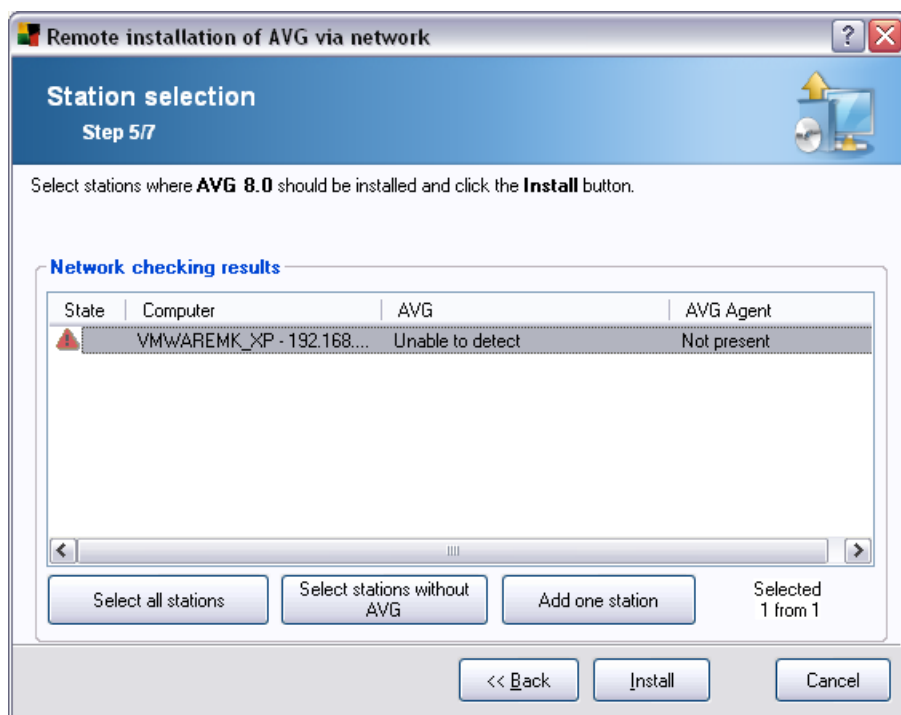 Remote installation of AVG via network
Station selection
Step 5/7
Select stations where AVG 8.0 should be installed and click the Install button.
Network checking results
State Computer AVG AVG Agent
VMWAREMK_XP - 192.168.... Unable to detect Not present
Select all stations
Select stations without
AVG
Add one station
Selected
1 from 1
<< Back
Install
Cancel